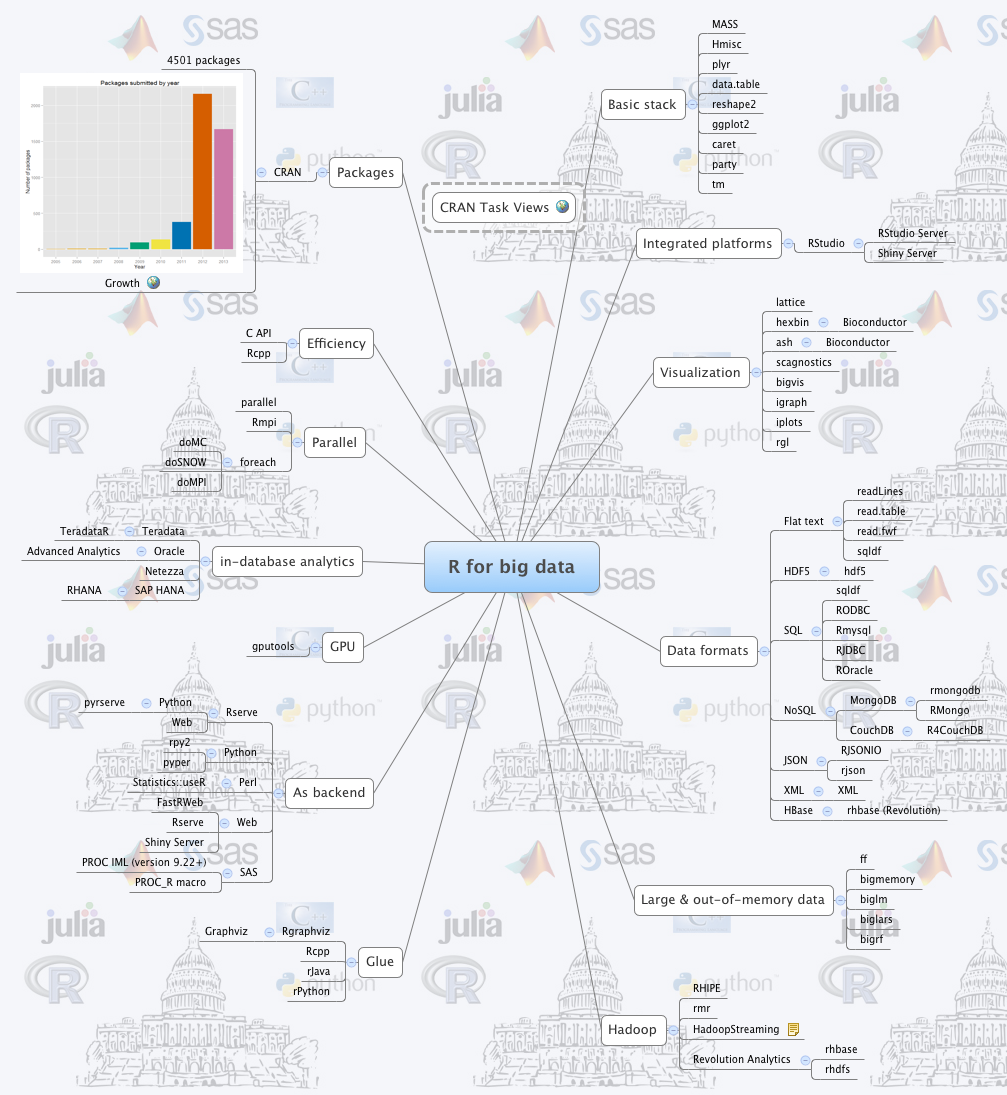 R for big data
4501 packages
Packages submitted by year
Number of packages
2000
1500
1000
500
0
2005
2006
2007
2008
2009
2010
2011
2012
2013
Year
Growth
CRAN
Packages
CRAN Task Views
Basic stack
MASS
Hmisc
plyr
data.table
reshape2
ggplot2
caret
party
tm
Integrated platforms
RStudio
RStudio Server
Shiny Server
Visualization
lattice
hexbin
Bioconductor
ash
Bioconductor
scagnostics
bigvis
igraph
iplots
rgl
Data formats
Flat text
readLines
read.table
read.fwf
sqldf
HDF5
hdf5
SQL
sqldf
RODBC
Rmysql
RJDBC
ROracle
NoSQL
MongoDB
rmongodb
RMongo
CouchDB
R4CouchDB
JSON
RJSONIO
rjson
XML
XML
HBase
rhbase (Revolution)
Large & out-of-memory data
ff
bigmemory
biglm
biglars
bigrf
Hadoop
RHIPE
rmr
HadoopStreaming
Revolution Analytics
rhbase
rhdfs
Efficiency
C API
Rcpp
Parallel
parallel
Rmpi
foreach
doMC
doSNOW
doMPI
in-database analytics
Teradata
TeradataR
Oracle
Advanced Analytics
Netezza
SAP HANA
RHANA
GPU
gputools
As backend
Rserve
Python
pyrserve
Web
Python
rpy2
pyper
Perl
Statistics::useR
Web
FastRWeb
Rserve
Shiny Server
SAS
PROC IML (version 9.22+)
PROC_R macro
Glue
Rgraphviz
Graphviz
Rcpp
rJava
rPython
sas
C++
julia
R
python